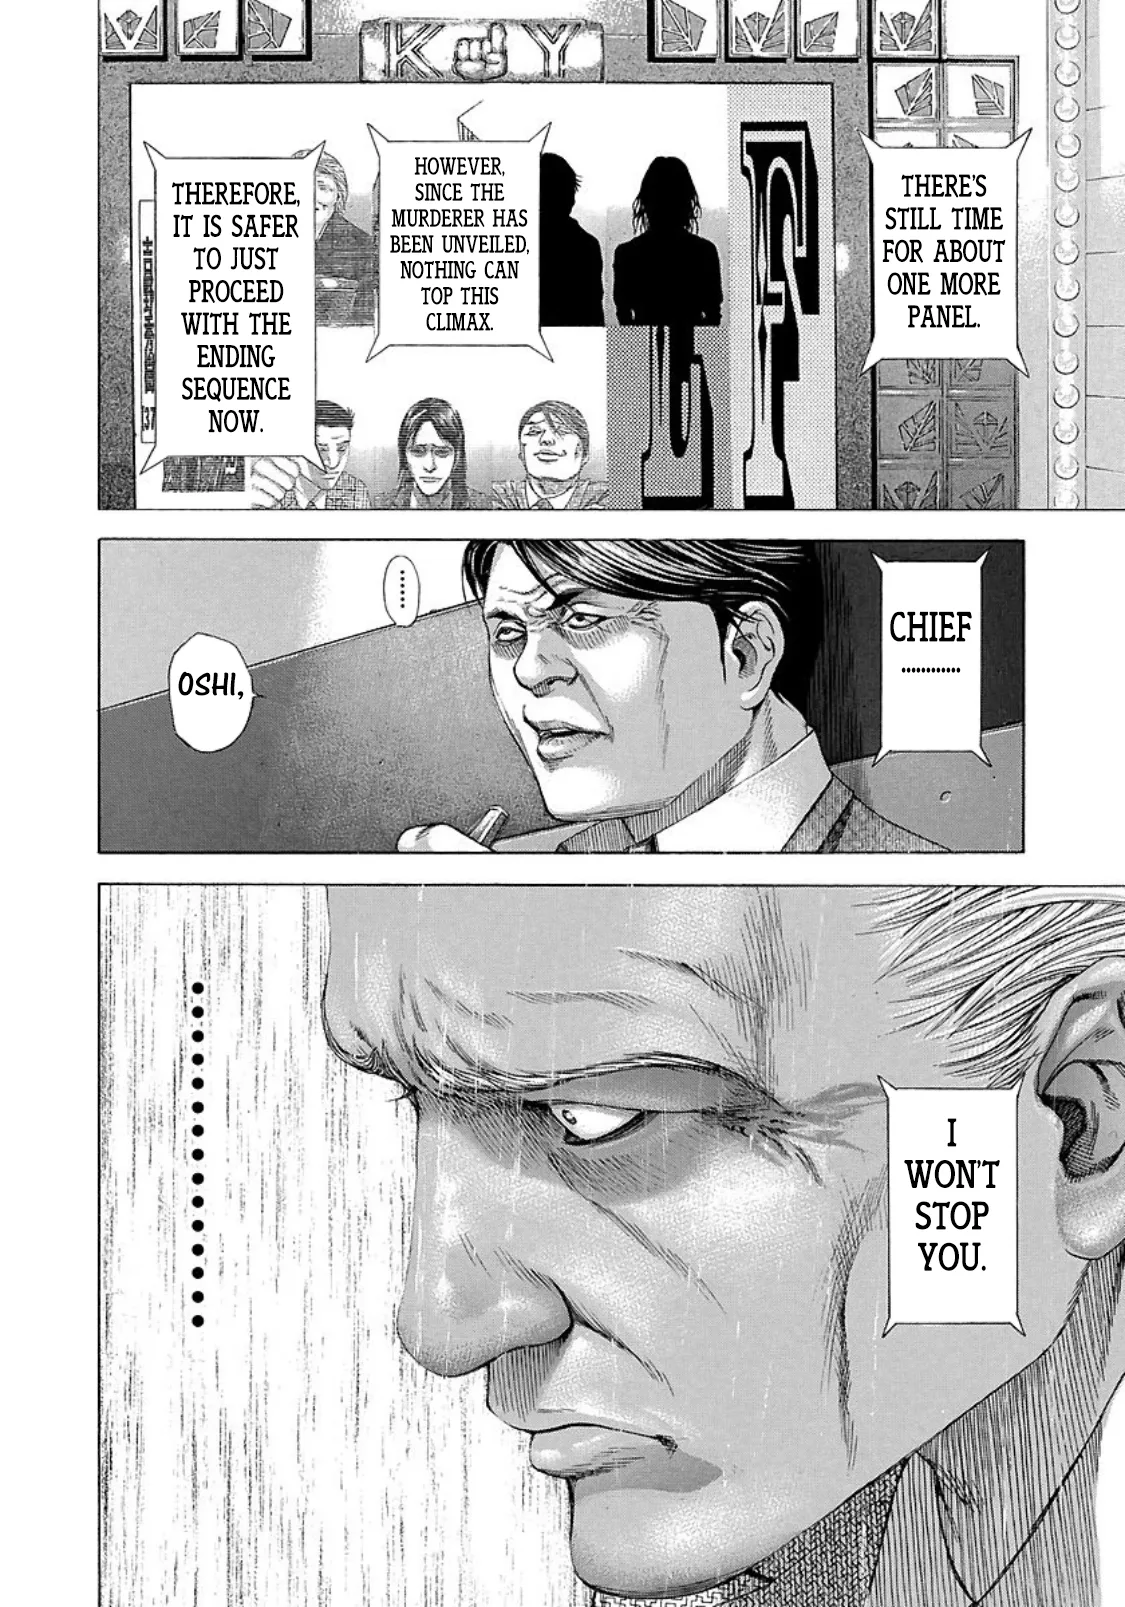 K Y
THERE'S
STILL TIME
FOR ABOUT
ONE MORE
PANEL.
HOWEVER,
SINCE THE
MURDERER HAS
BEEN UNVEILED,
NOTHING CAN
TOP THIS
CLIMAX.
THEREFORE,
IT IS SAFER
TO JUST
PROCEED
WITH THE
ENDING
SEQUENCE
NOW.
37
CHIEF
.............
......
OSHI,
I
WON'T
STOP
YOU.
...............